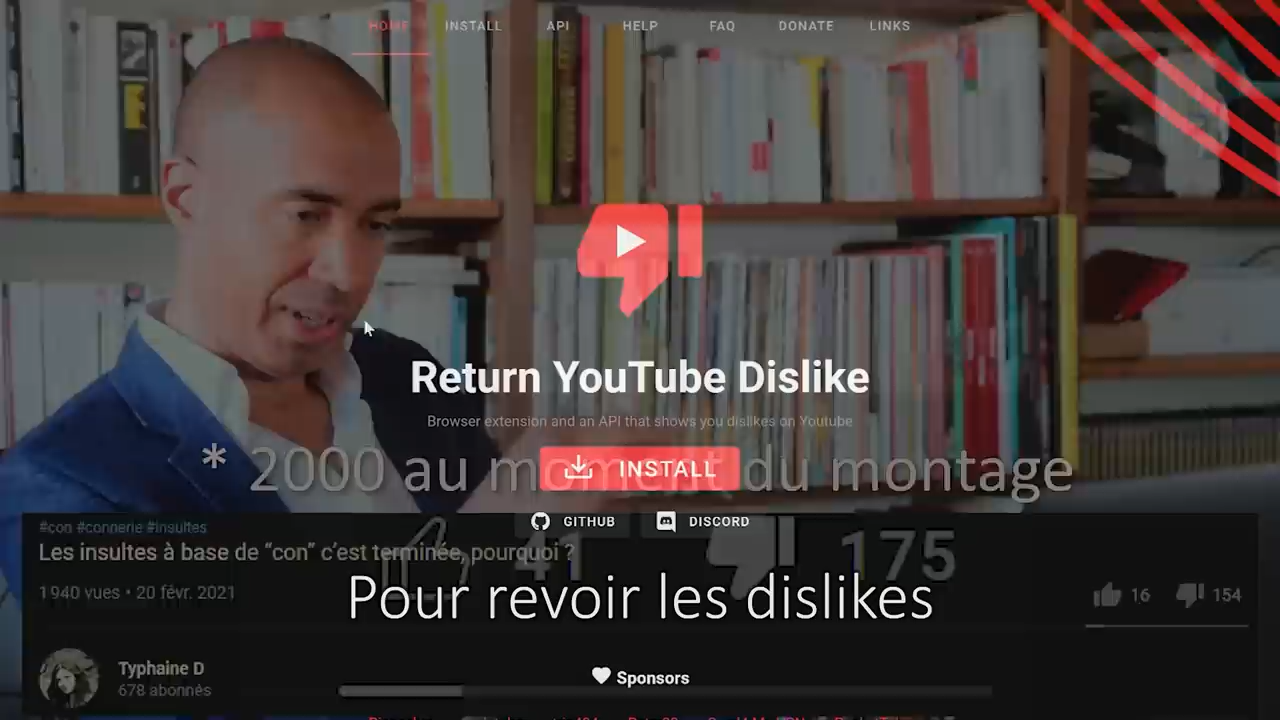 HOME INSTALL API HELP FAQ DONATE LINKS
Return YouTube Dislike
Browser extension and an API that shows you dislikes on Youtube
* 2000 au moment du montage
INSTALL
GITHUB DISCORD
#con #connerie #insultes
Les insultes à base de “con” c’est terminée, pourquoi ?
41 175
1 940 vues • 20 févr. 2021
16 154
Pour revoir les dislikes
Typhaine D
678 abonnés
Sponsors